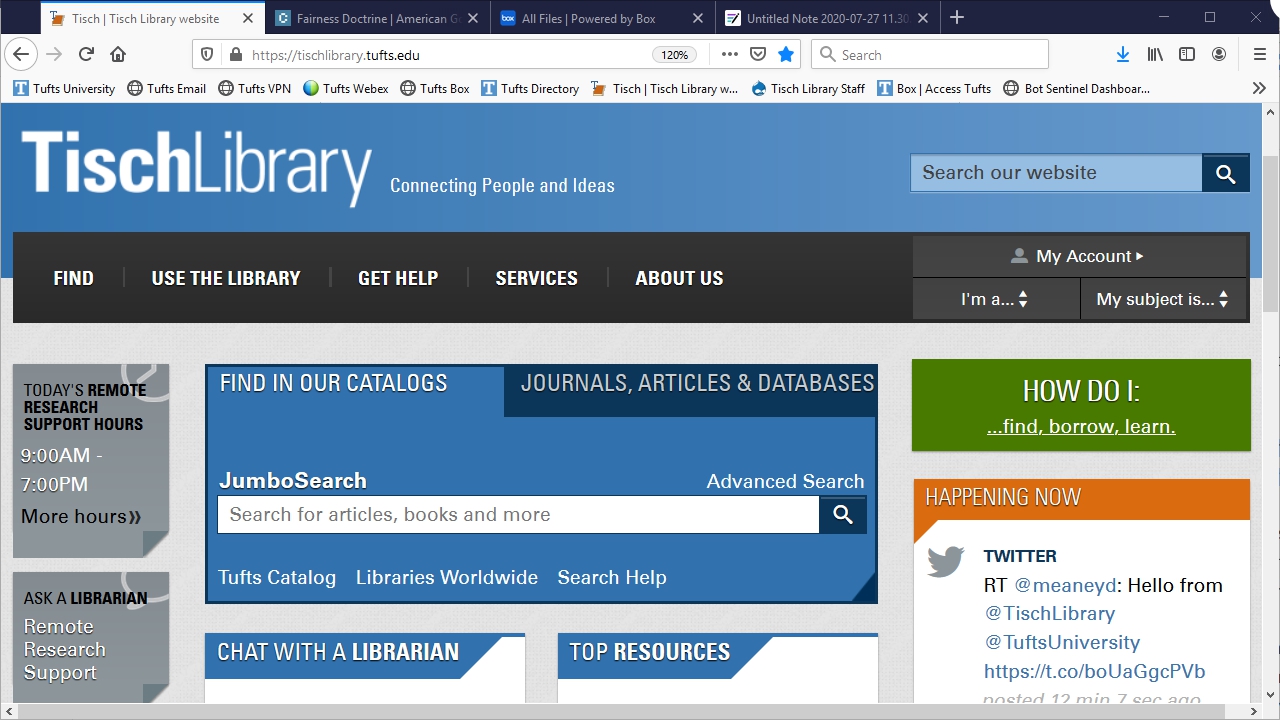 Tisch | Tisch Library website
Fairness Doctrine | American Go
All Files | Powered by Box
Untitled Note 2020-07-27 11.30
https://tischlibrary.tufts.edu
120%
Search
Tufts University
Tufts Email
Tufts VPN
Tufts Webex
Tufts Box
Tufts Directory
Tisch | Tisch Library w...
Tisch Library Staff
Box | Access Tufts
Bot Sentinel Dashboar...
TischLibrary
Connecting People and Ideas
Search our website
FIND
USE THE LIBRARY
GET HELP
SERVICES
ABOUT US
My Account
I'm a...
My subject is...
TODAY'S REMOTE
RESEARCH
SUPPORT HOURS
9:00AM -
7:00PM
More hours»
ASK A LIBRARIAN
Remote
Research
Support
FIND IN OUR CATALOGS
JOURNALS, ARTICLES & DATABASES
JumboSearch
Advanced Search
Search for articles, books and more
Tufts Catalog
Libraries Worldwide
Search Help
CHAT WITH A LIBRARIAN
TOP RESOURCES
HOW DO I:
...find, borrow, learn.
HAPPENING NOW
TWITTER
RT @meaneyd: Hello from
@TischLibrary
@TuftsUniversity
https://t.co/boUaGgcPVb
posted 12 min 7 sec ago